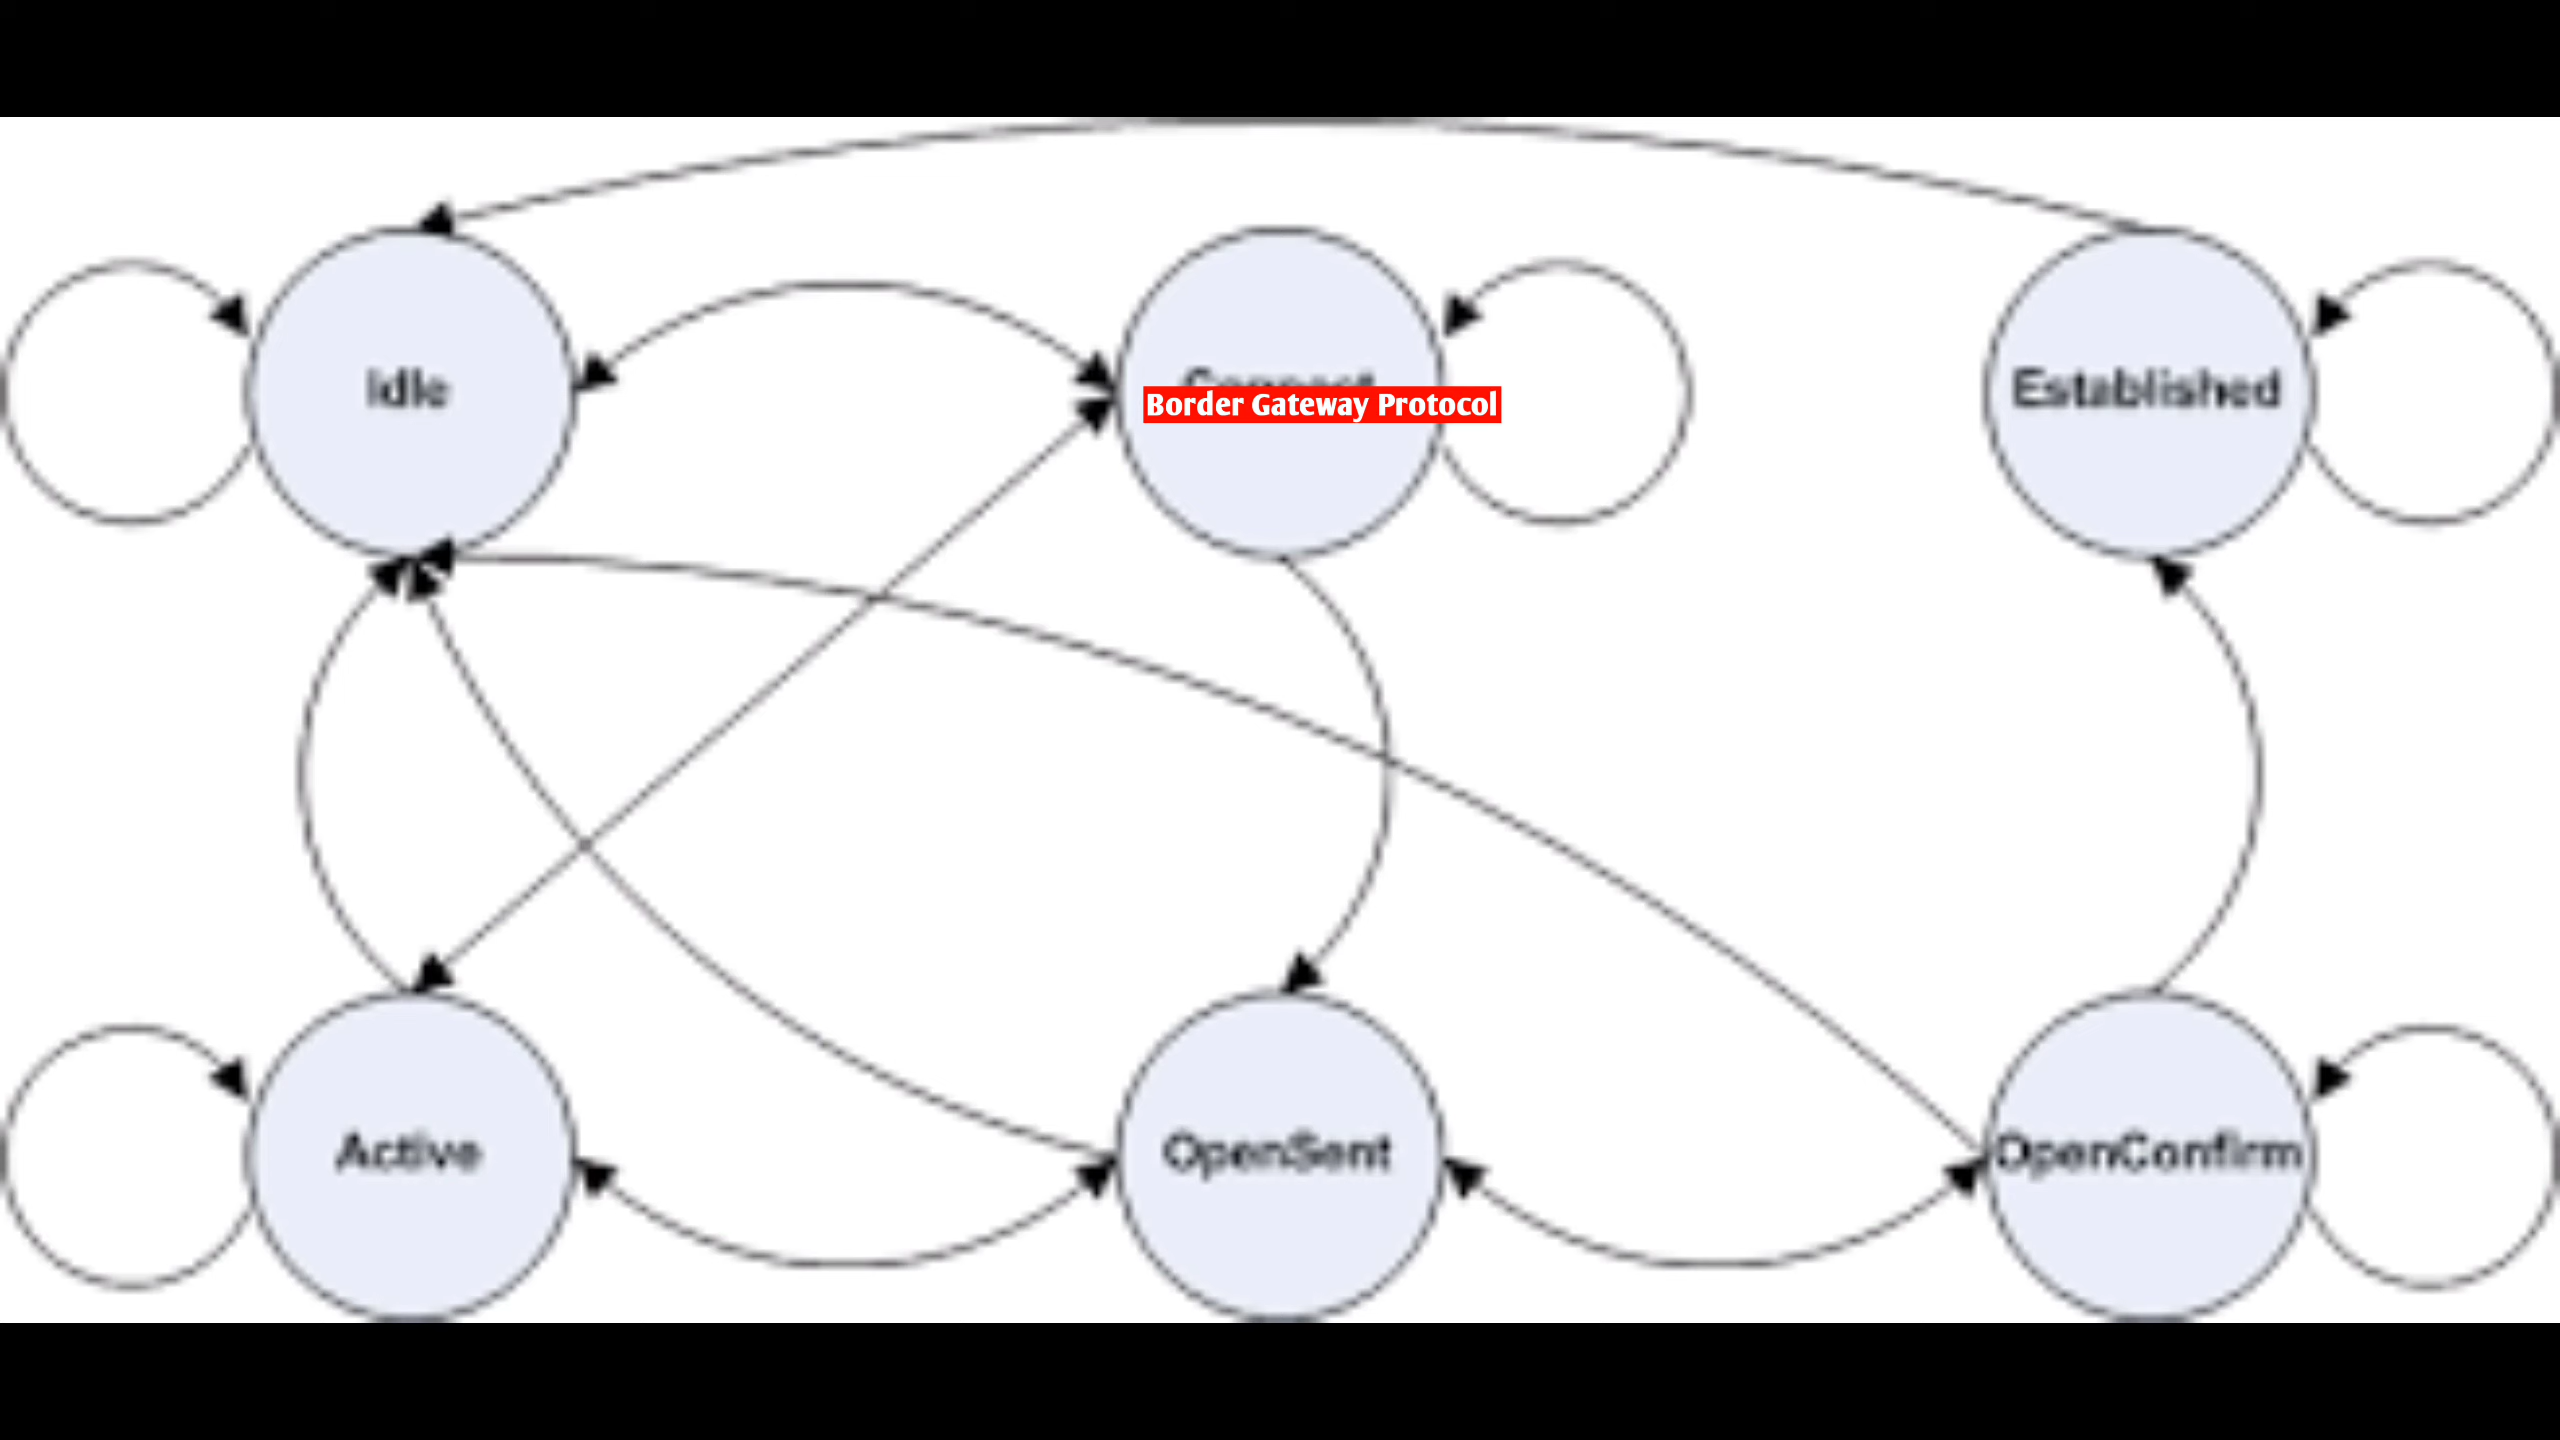 Idle
Border Gateway Protocol
Established
Active
OpenSent
OpenConfirm